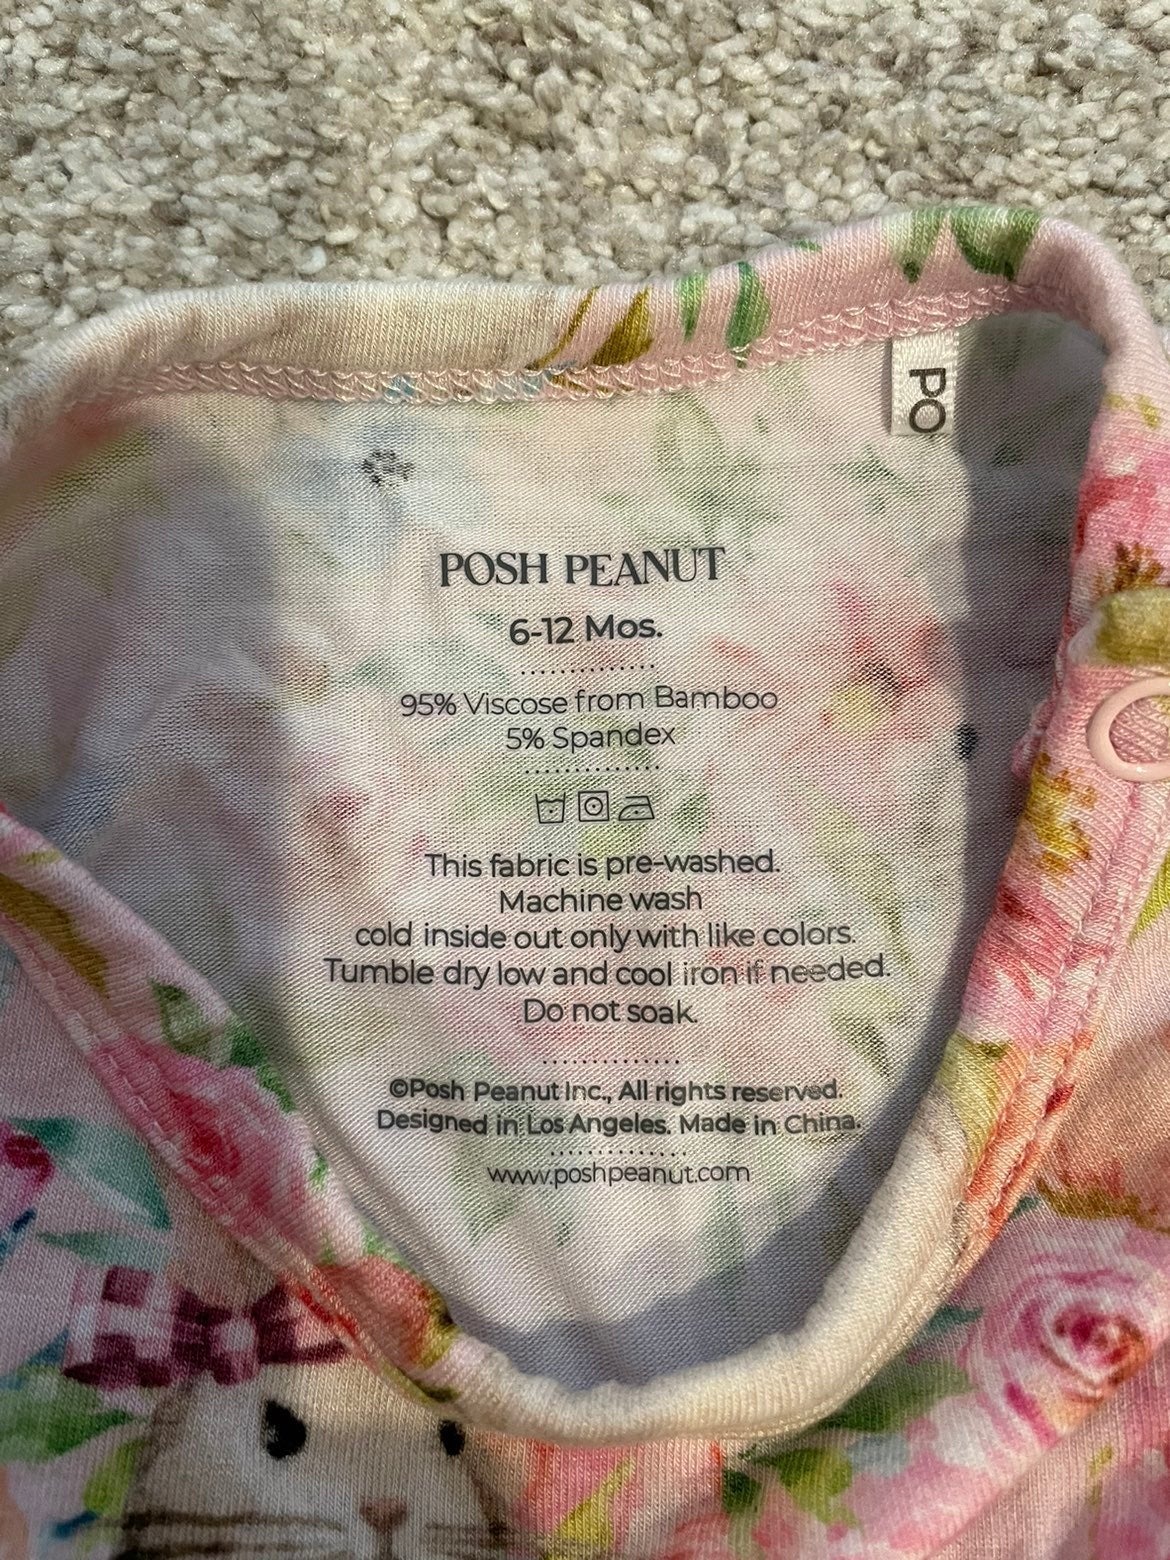 PO
POSH PEANUT
6-12 Mos.
95% Viscose from Bamboo
5% Spandex
This fabric is pre-washed.
Machine wash
cold inside out only with like colors.
Tumble dry low and cool iron if needed.
Do not soak.
©Posh Peanut Inc., All rights reserved.
Designed in Los Angeles. Made in China.
www.poshpeanut.com